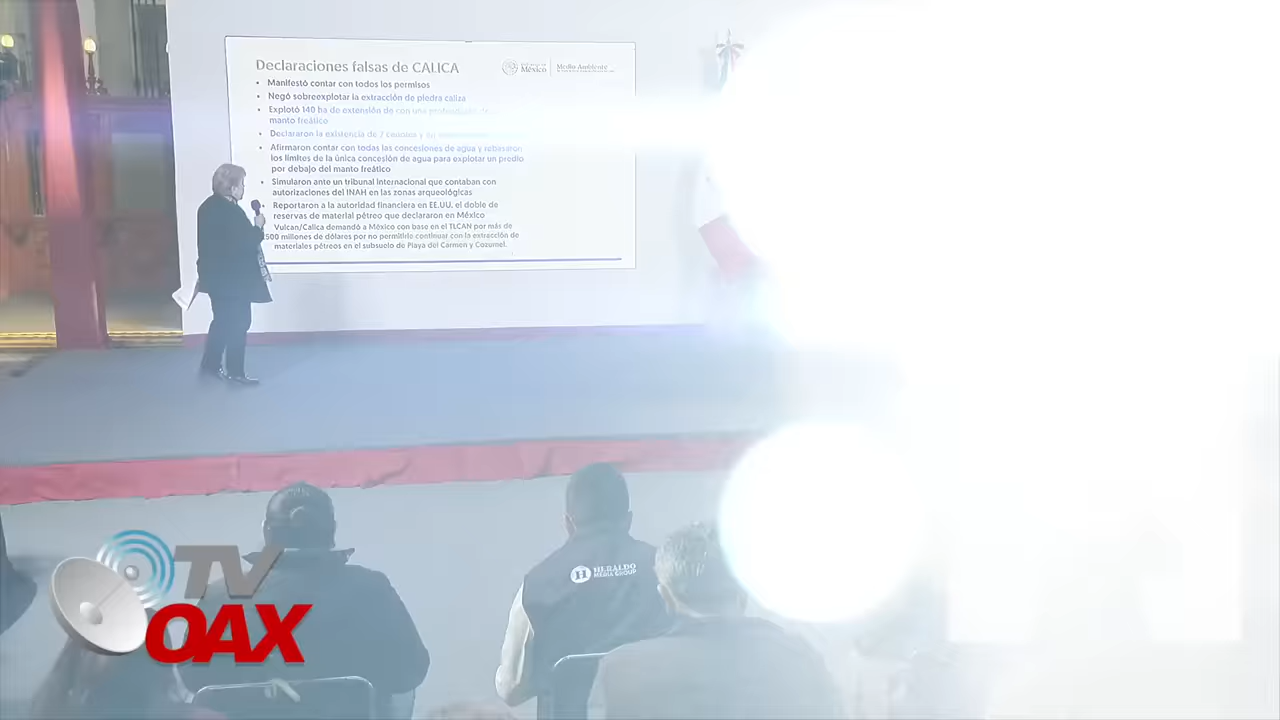 Declaraciones falsas de CALICA
México
Medio Ambiente
• Manifestó contar con todos los permisos
• Negó sobreexplotar la extracción de piedra caliza
• Explotó 140 ha de extensión de con una
manto freático
• Declararon la existencia de 7 cenotes y
• Afirmaron contar con todas las concesiones de agua y rebasaron
los límites de la única concesión de agua para explotar un predio
por debajo del manto freático
• Simularon ante un tribunal internacional que contaban con
autorizaciones del INAH en las zonas arqueológicas
• Reportaron a la autoridad financiera en EE.UU. el doble de
reservas de material pétreo que declararon en México
Vulcan/Calica demandó a México con base en el TLCAN por más de
500 millones de dólares por no permitirle continuar con la extracción de
materiales pétreos en el subsuelo de Playa del Carmen y Cozumel.
HERALDO
MEDIA GROUP
TV
OAX